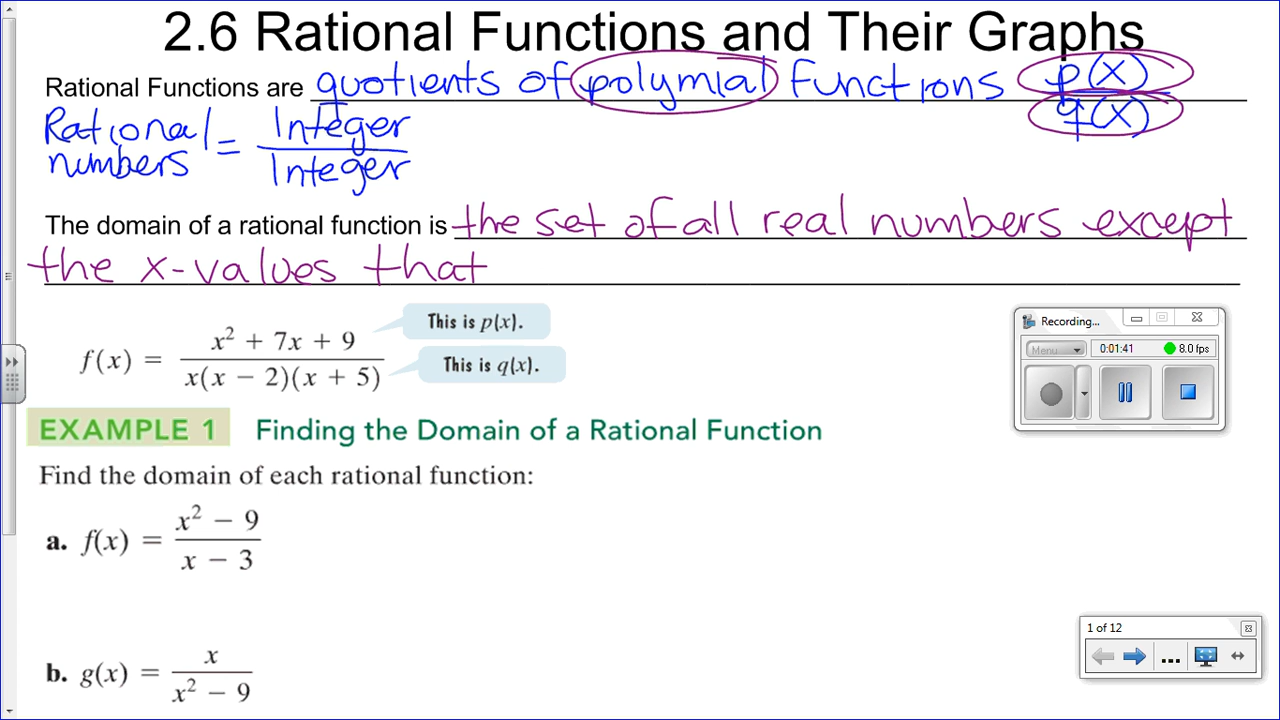 2.6 Rational Functions and Their Graphs
Rational Functions are quotients of polymial functions p(x)
q(x)
Rational numbers = Integer
Integer
The domain of a rational function is the set of all real numbers except
the x-values that
This is p(x).
f(x) = x² + 7x + 9
x(x − 2)(x + 5)
This is q(x).
Recording...
Menu
0:01:41
8.0 fps
EXAMPLE 1 Finding the Domain of a Rational Function
Find the domain of each rational function:
a. f(x) = x² − 9
x − 3
1 of 12
...
b. g(x) = x
x² − 9